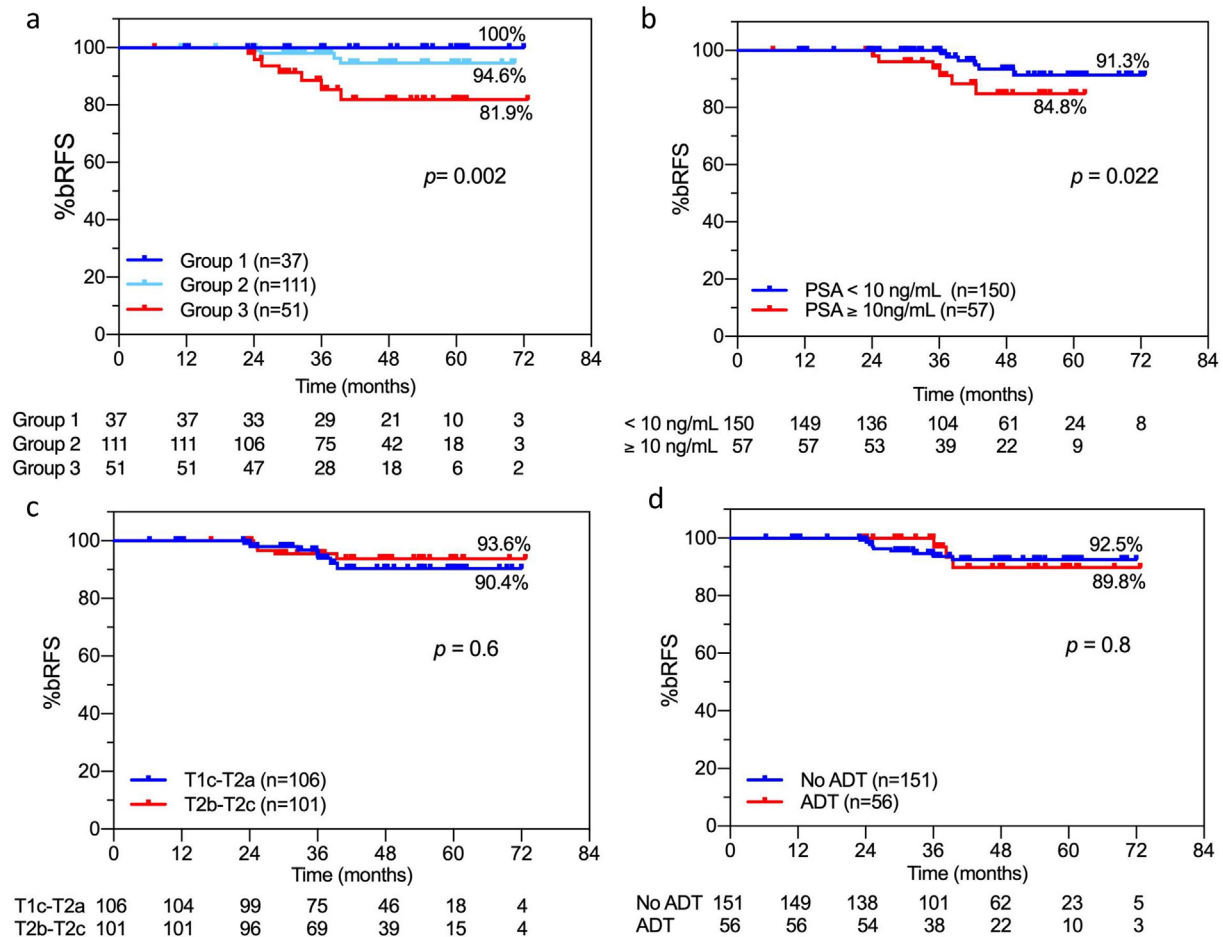 a
100
80
60
40
20
0
%bRFS
100%
94.6%
81.9%
p= 0.002
Group 1 (n=37)
Group 2 (n=111)
Group 3 (n=51)
0 12 24 36 48 60 72 84
Time (months)
Group 1 37 37 33 29 21 10 3
Group 2 111 111 106 75 42 18 3
Group 3 51 51 47 28 18 6 2
b
100
80
60
40
20
0
%bRFS
91.3%
84.8%
p = 0.022
PSA < 10 ng/mL (n=150)
PSA ≥ 10ng/mL (n=57)
0 12 24 36 48 60 72 84
Time (months)
< 10 ng/mL 150 149 136 104 61 24 8
≥ 10 ng/mL 57 57 53 39 22 9
c
100
80
60
40
20
0
%bRFS
93.6%
90.4%
p = 0.6
T1c-T2a (n=106)
T2b-T2c (n=101)
0 12 24 36 48 60 72 84
Time (months)
T1c-T2a 106 104 99 75 46 18 4
T2b-T2c 101 101 96 69 39 15 4
d
100
80
60
40
20
0
%bRFS
92.5%
89.8%
p = 0.8
No ADT (n=151)
ADT (n=56)
0 12 24 36 48 60 72 84
Time (months)
No ADT 151 149 138 101 62 23 5
ADT 56 56 54 38 22 10 3